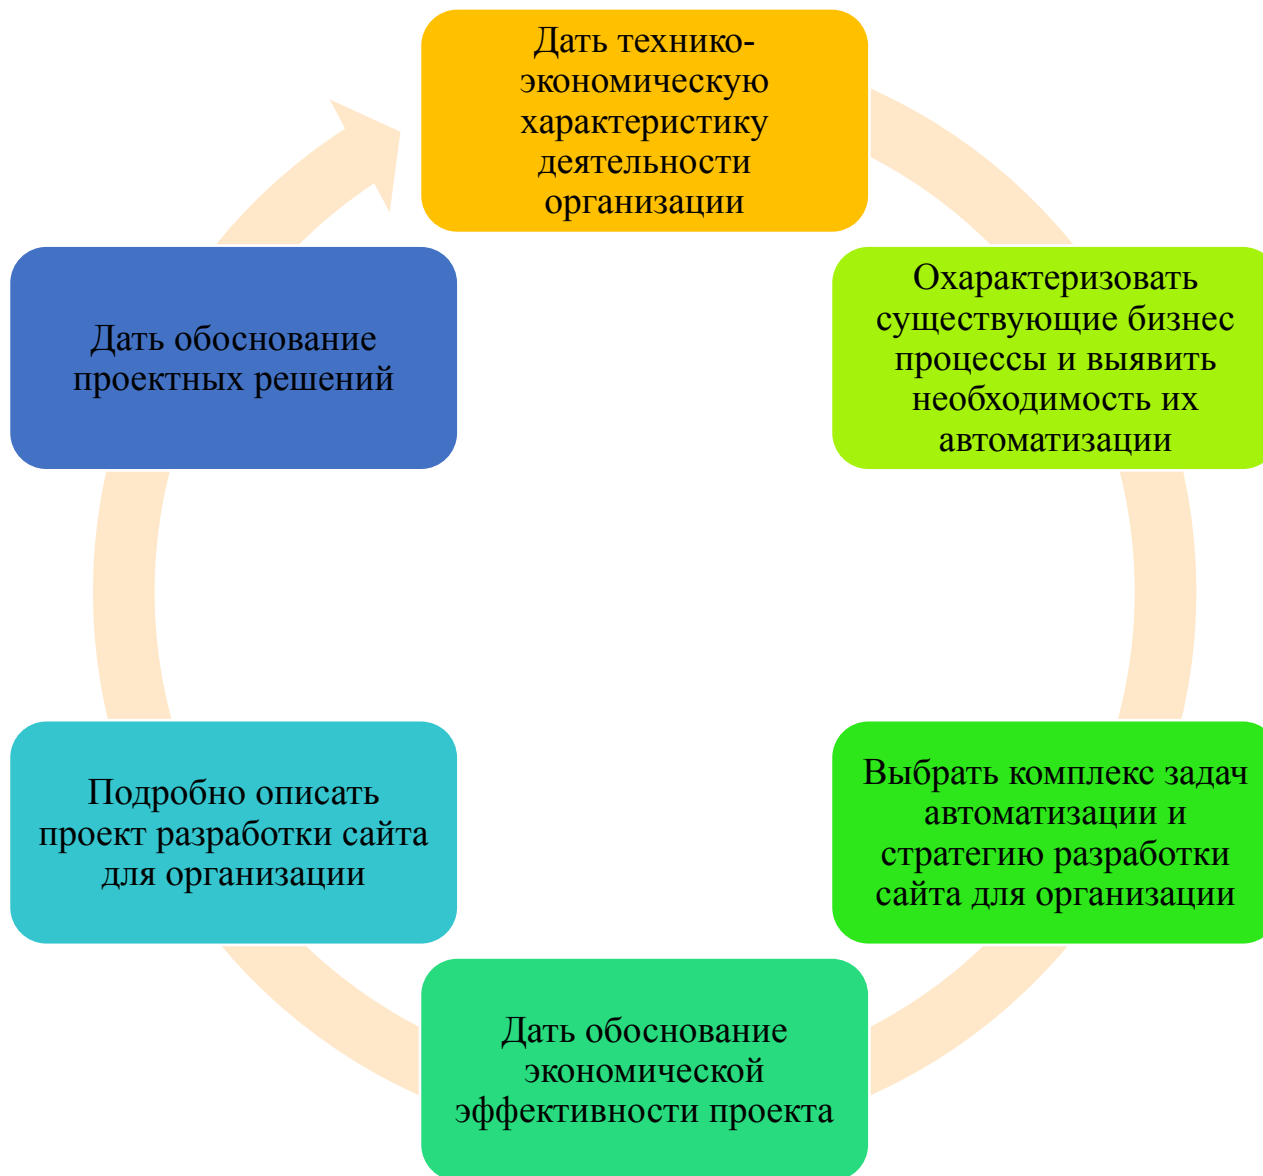 Дать технико-
экономическую
характеристику
деятельности
организации
Охарактеризовать
существующие бизнес
процессы и выявить
необходимость их
автоматизации
Выбрать комплекс задач
автоматизации и
стратегию разработки
сайта для организации
Дать обоснование
экономической
эффективности проекта
Подробно описать
проект разработки сайта
для организации
Дать обоснование
проектных решений